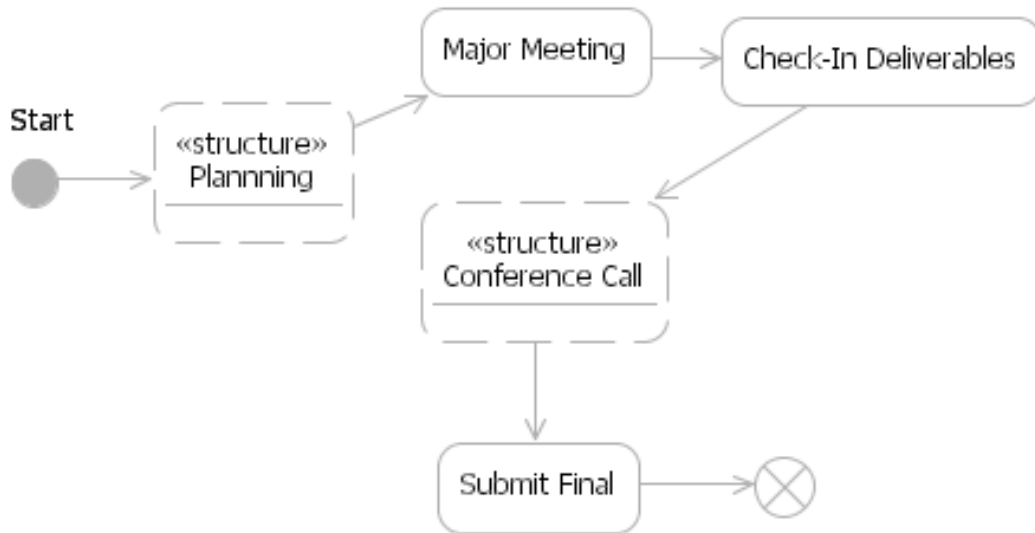 Start
«structure»
Plannning
Major Meeting
Check-In Deliverables
«structure»
Conference Call
Submit Final